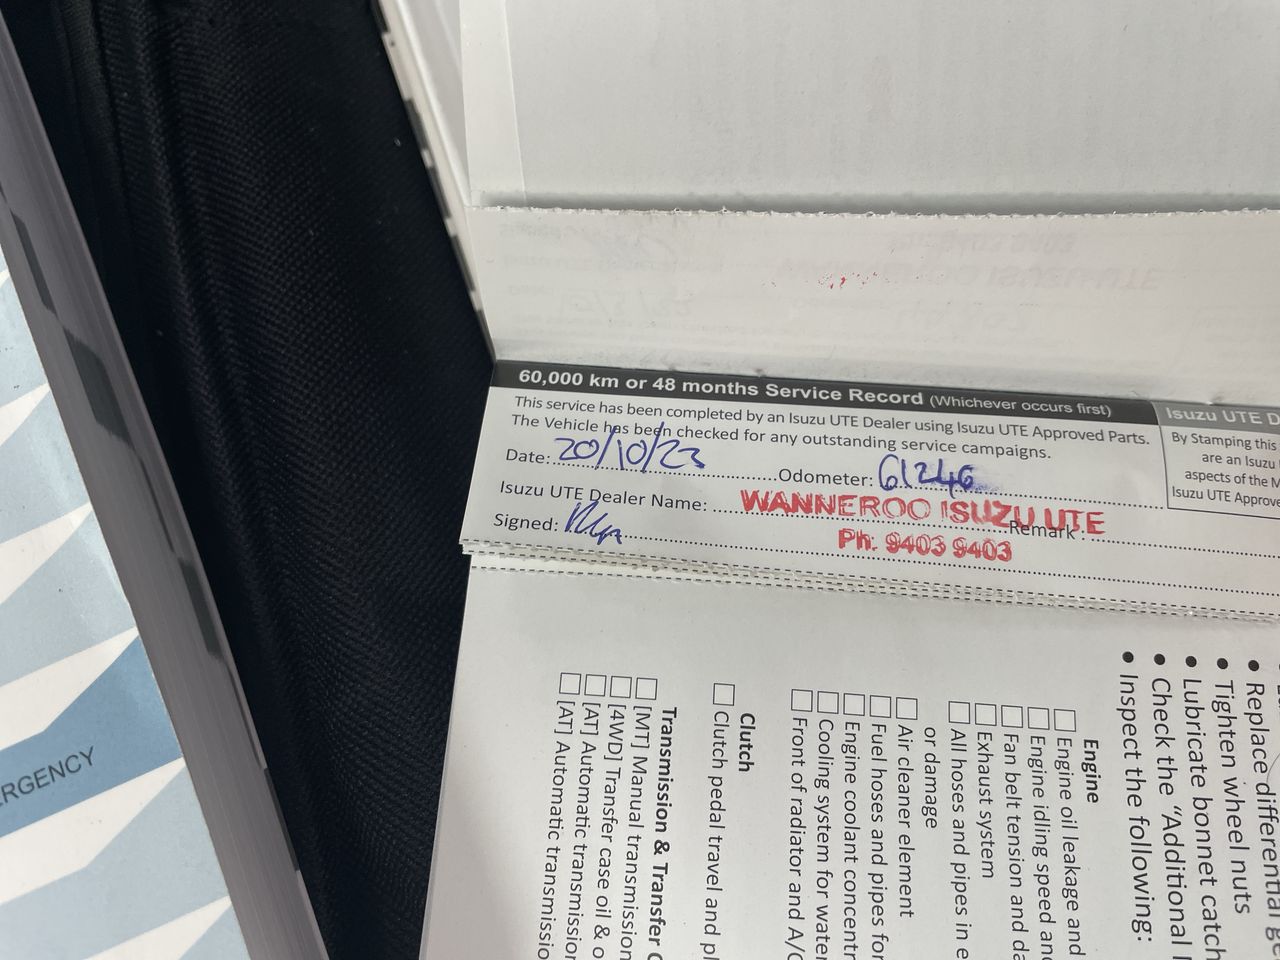 60,000 km or 48 months Service Record (Whichever occurs first)
This service has been completed by an Isuzu UTE Dealer using Isuzu UTE Approved Parts.
The Vehicle has been checked for any outstanding service campaigns.
Date: 20/10/23 Odometer: 61246
Isuzu UTE Dealer Name: WANNEROO ISUZU UTE
Signed: Remark:
Ph: 9403 9403
Isuzu UTE D
By Stamping this
are an Isuzu
aspects of the M
Isuzu UTE Approve
Replace differential
• Tighten wheel nuts
• Lubricate bonnet catch
• Check the "Additional
• Inspect the following:
Engine
Engine oil leakage and
Engine idling speed and
Fan belt tension and da
Exhaust system
All hoses and pipes in e
or damage
Air cleaner element
Fuel hoses and pipes for
Engine coolant concentr
Cooling system for water
Front of radiator and A/C
Clutch
Clutch pedal travel and pl
Transmission & Transfer C
[MT] Manual transmission
[4WD] Transfer case oil & o
[AT] Automatic transmission
[AT] Automatic transmissio
ERGENCY